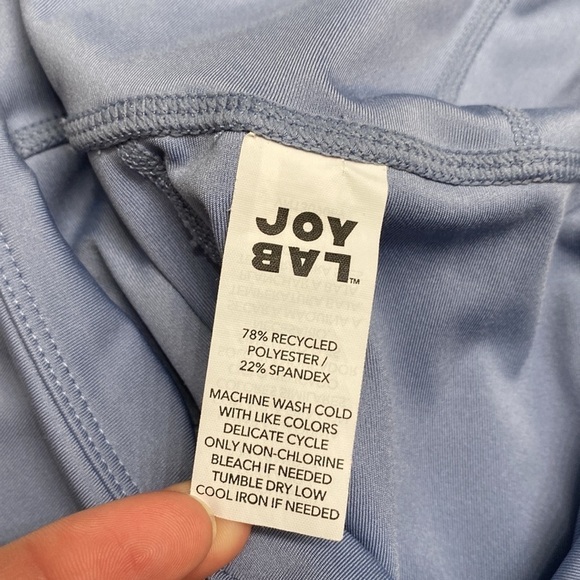 JOY
LAB™
78% RECYCLED
POLYESTER /
22% SPANDEX
MACHINE WASH COLD
WITH LIKE COLORS
DELICATE CYCLE
ONLY NON-CHLORINE
BLEACH IF NEEDED
TUMBLE DRY LOW
COOL IRON IF NEEDED